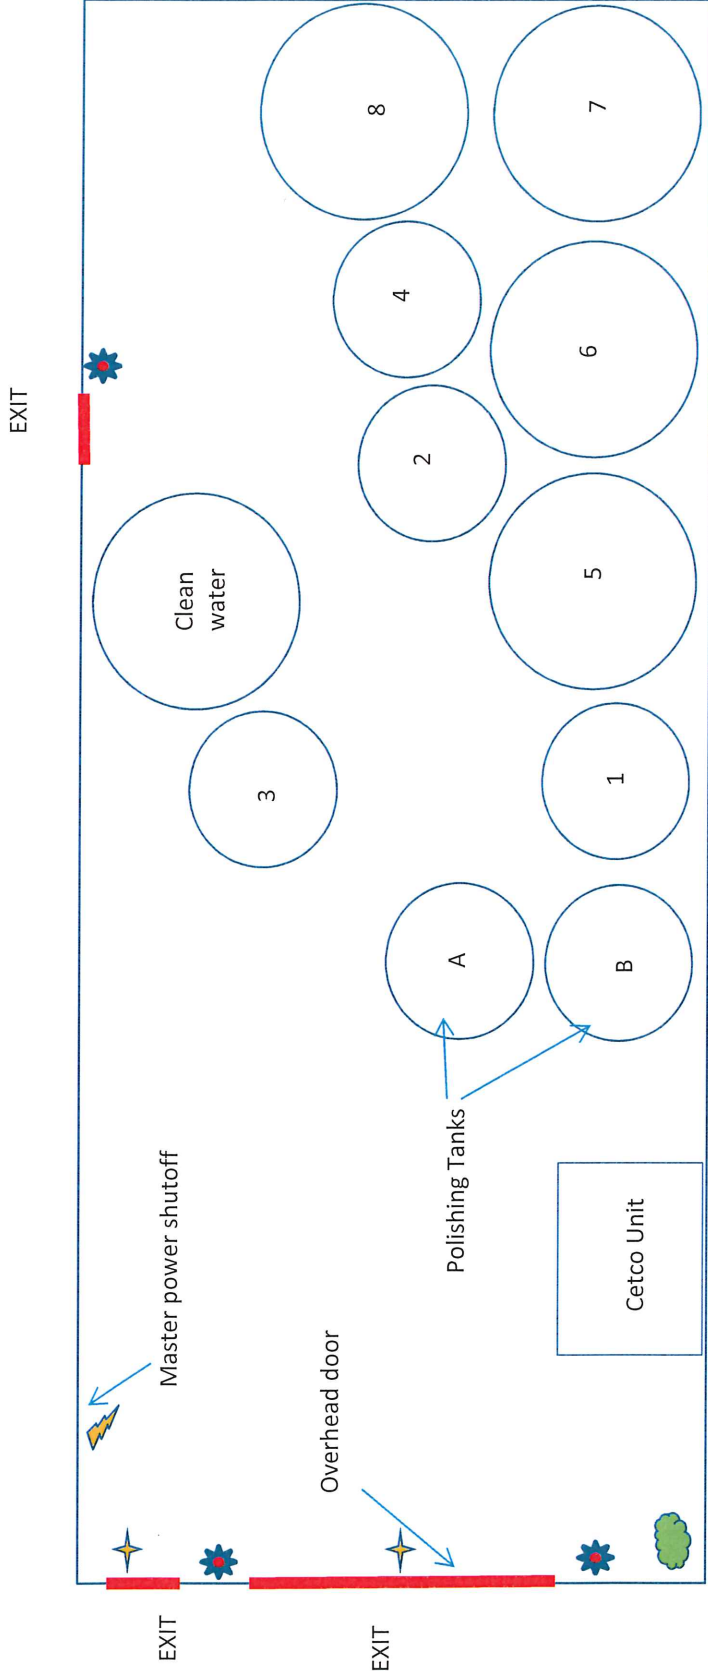 EXIT
8
7
4
6
2
Clean
water
5
3
1
A
B
Polishing Tanks
Master power shutoff
Cetco Unit
Overhead door
EXIT
EXIT